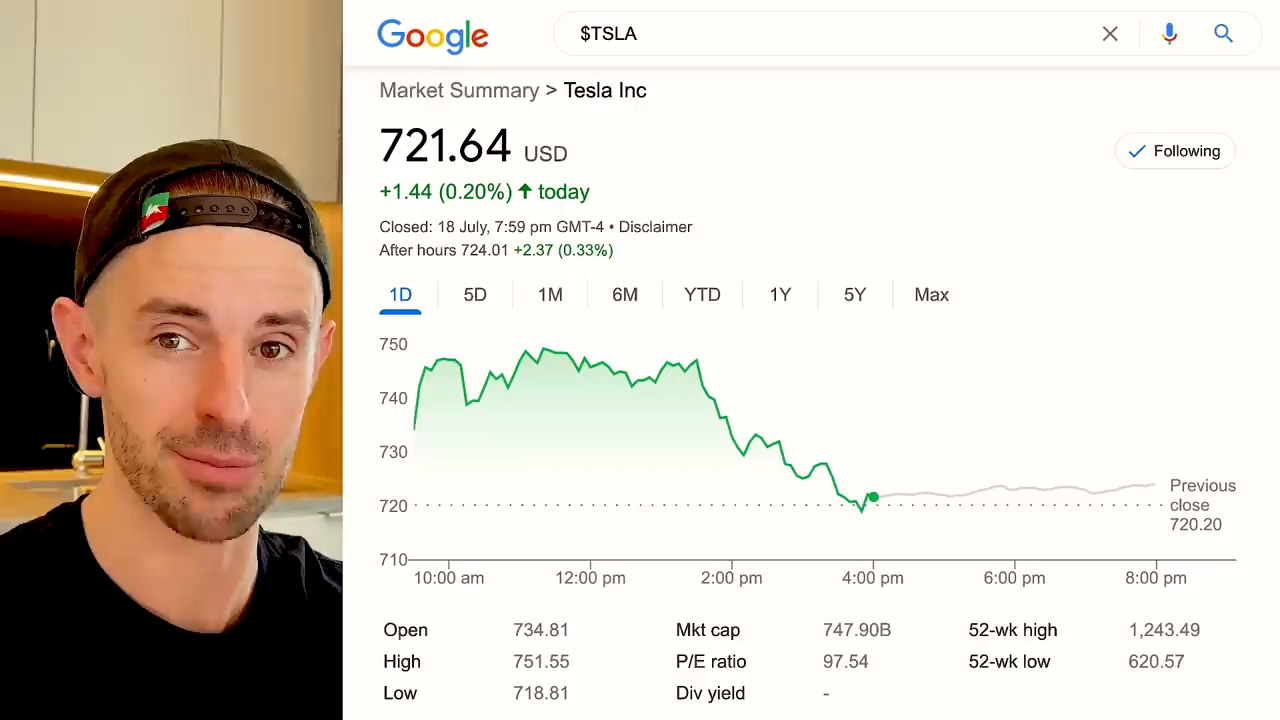 Google
$TSLA
Market Summary > Tesla Inc
721.64 USD
Following
+1.44 (0.20%) ↑ today
Closed: 18 July, 7:59 pm GMT-4 • Disclaimer
After hours 724.01 +2.37 (0.33%)
1D 5D 1M 6M YTD 1Y 5Y Max
750
740
730
720
710
Previous
close
720.20
10:00 am 12:00 pm 2:00 pm 4:00 pm 6:00 pm 8:00 pm
Open 734.81 Mkt cap 747.90B 52-wk high 1,243.49
High 751.55 P/E ratio 97.54 52-wk low 620.57
Low 718.81 Div yield -